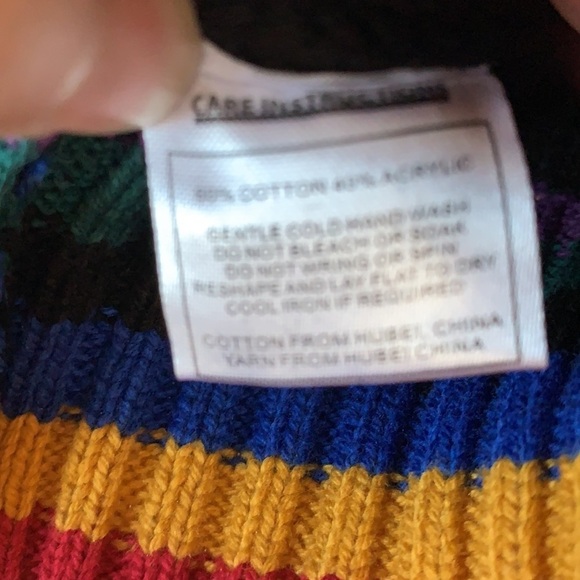 CARE INSTRUCTIONS
COTTON ACRYLIC
GENTLE COLD HAND WASH
DO NOT BLEACH OR SOAK
DO NOT WRING OR SPIN
RESHAPE AND LAY FLAT TO DRY
COOL IRON IF REQUIRED
COTTON FROM HUBEI, CHINA
YARN FROM HUBEI, CHINA